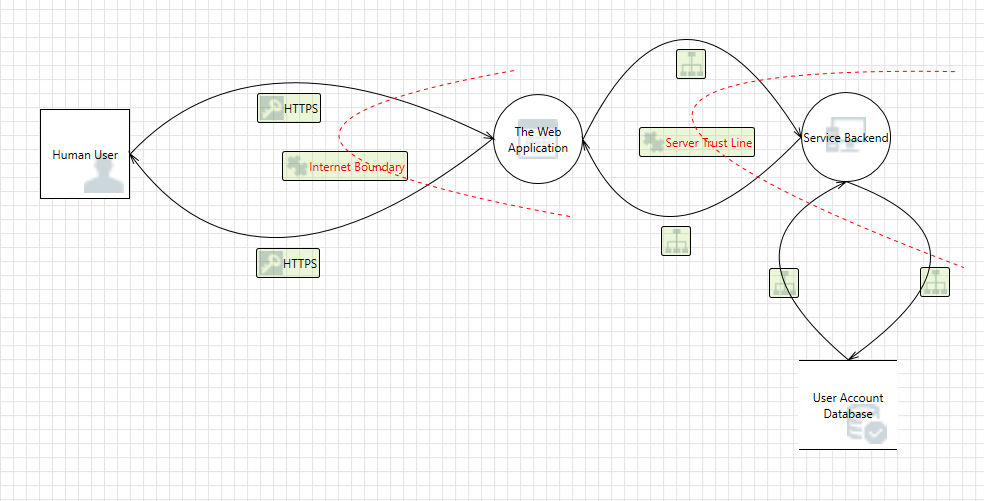 HTTPS
Human User
Internet Boundary
HTTPS
The Web
Application
Server Trust Line
Service Backend
User Account
Database